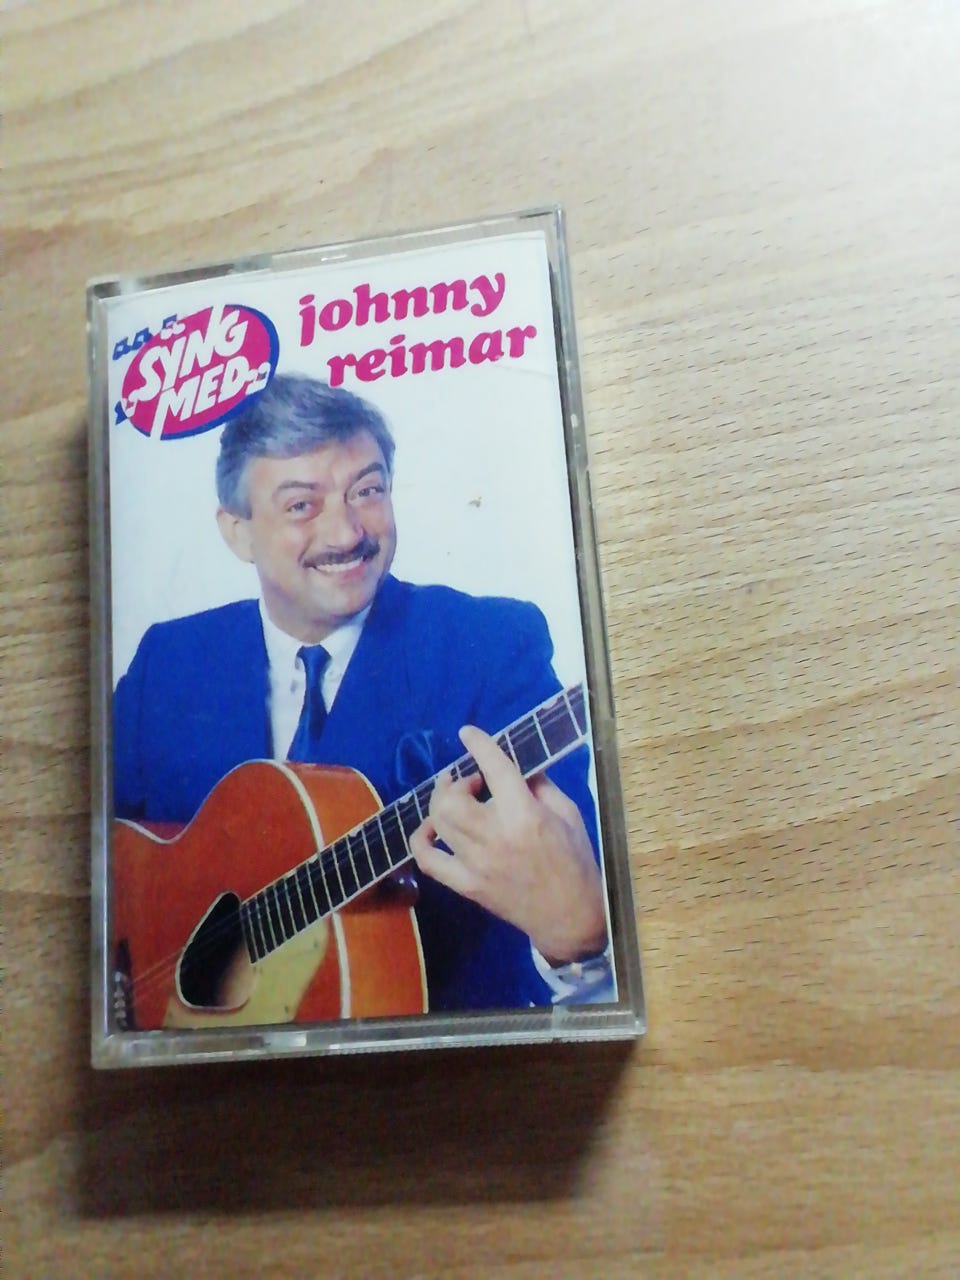 SYNG
MED
johnny
reimar